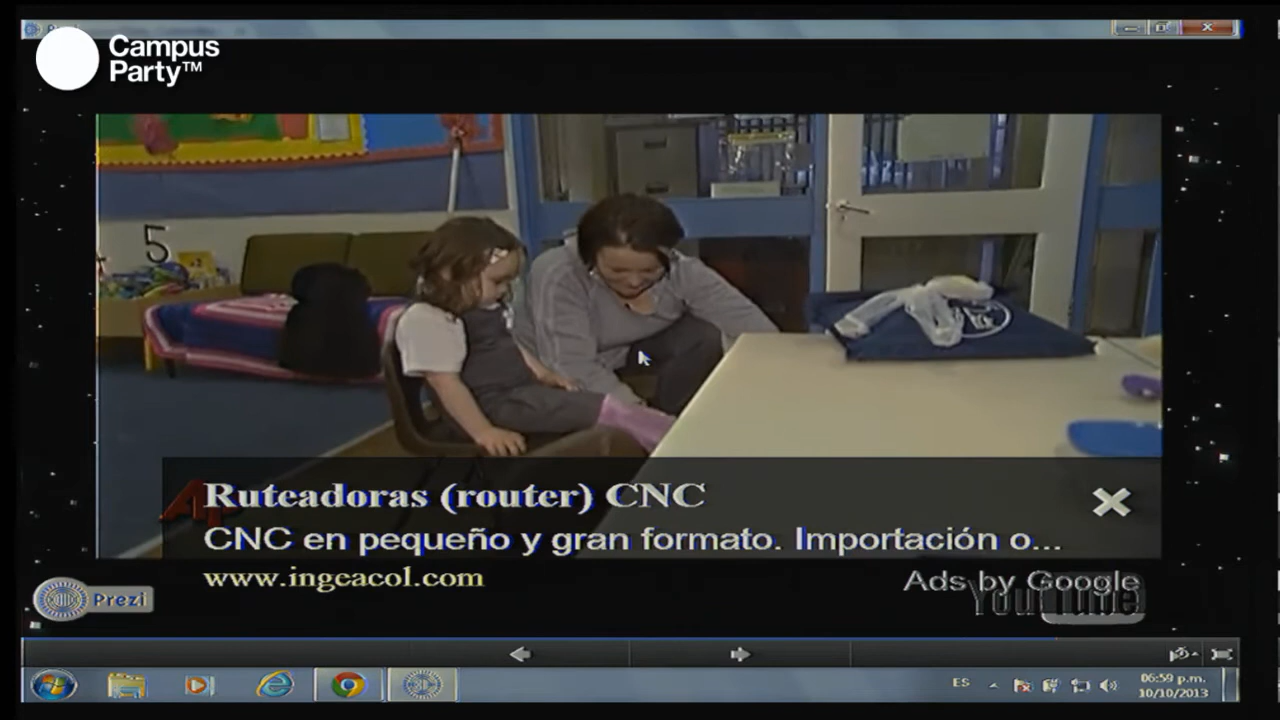 Campus
Party™
5
Ruteadoras (router) CNC
CNC en pequeño y gran formato. Importación o...
www.ingeacol.com
Ads by Google
YouTube
Prezi
ES
06:59 p.m.
10/10/2013